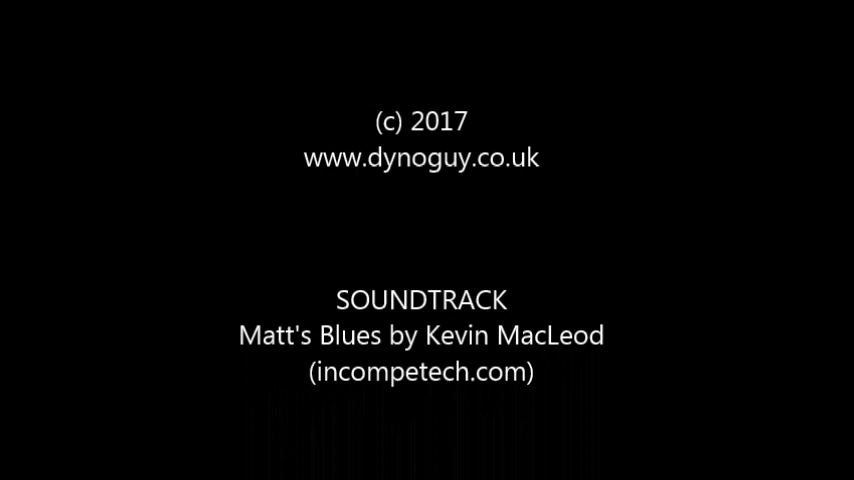 (c) 2017
www.dynoguy.co.uk
SOUNDTRACK
Matt's Blues by Kevin MacLeod
(incompetech.com)